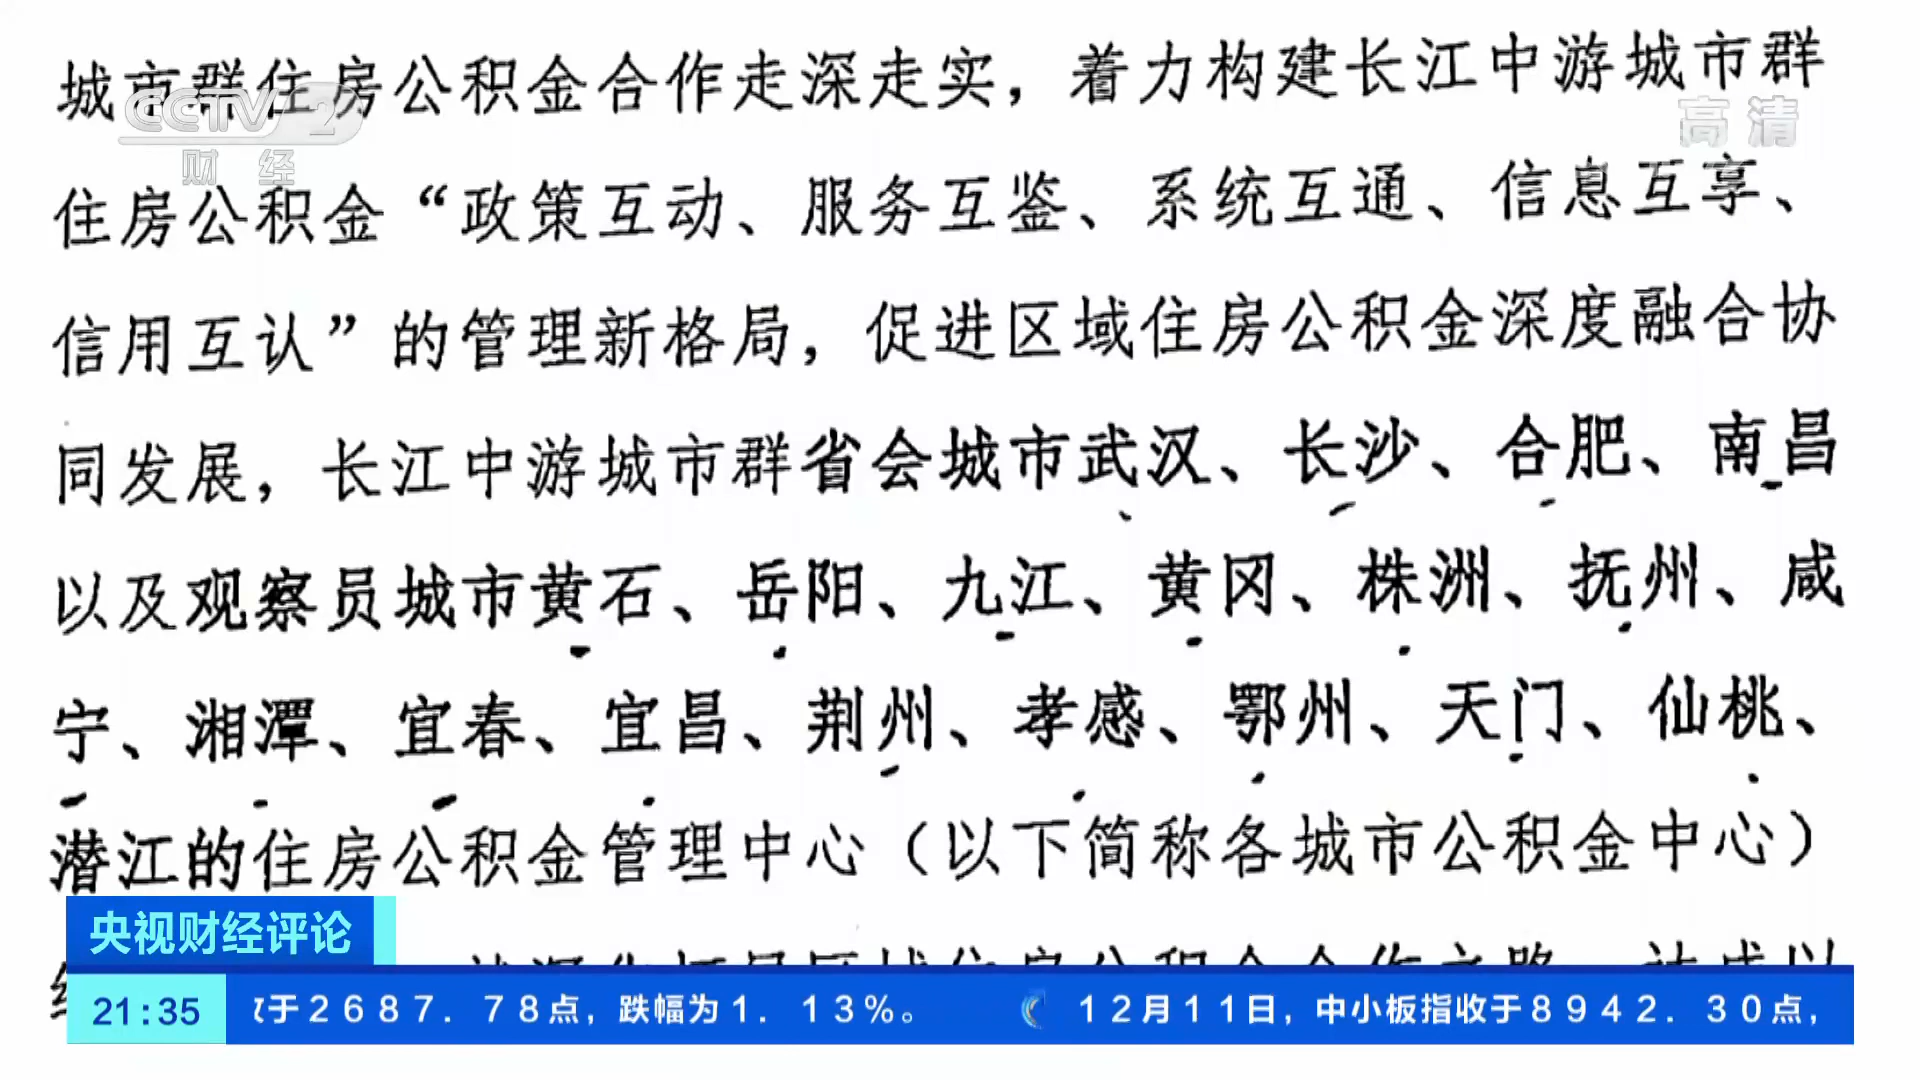 城市群住房公积金合作走深走实，着力构建长江中游城市群
CCTV 2
高清
财 经
住房公积金“政策互动、服务互鉴、系统互通、信息互享、
信用互认”的管理新格局，促进区域住房公积金深度融合协
同发展，长江中游城市群省会城市武汉、长沙、合肥、南昌
以及观察员城市黄石、岳阳、九江、黄冈、株洲、抚州、咸
宁、湘潭、宜春、宜昌、荆州、孝感、鄂州、天门、仙桃、
潜江的住房公积金管理中心（以下简称各城市公积金中心）
央视财经评论
21:35
于2687．78点，跌幅为1．13%。 12月11日，中小板指收于8942．30点，